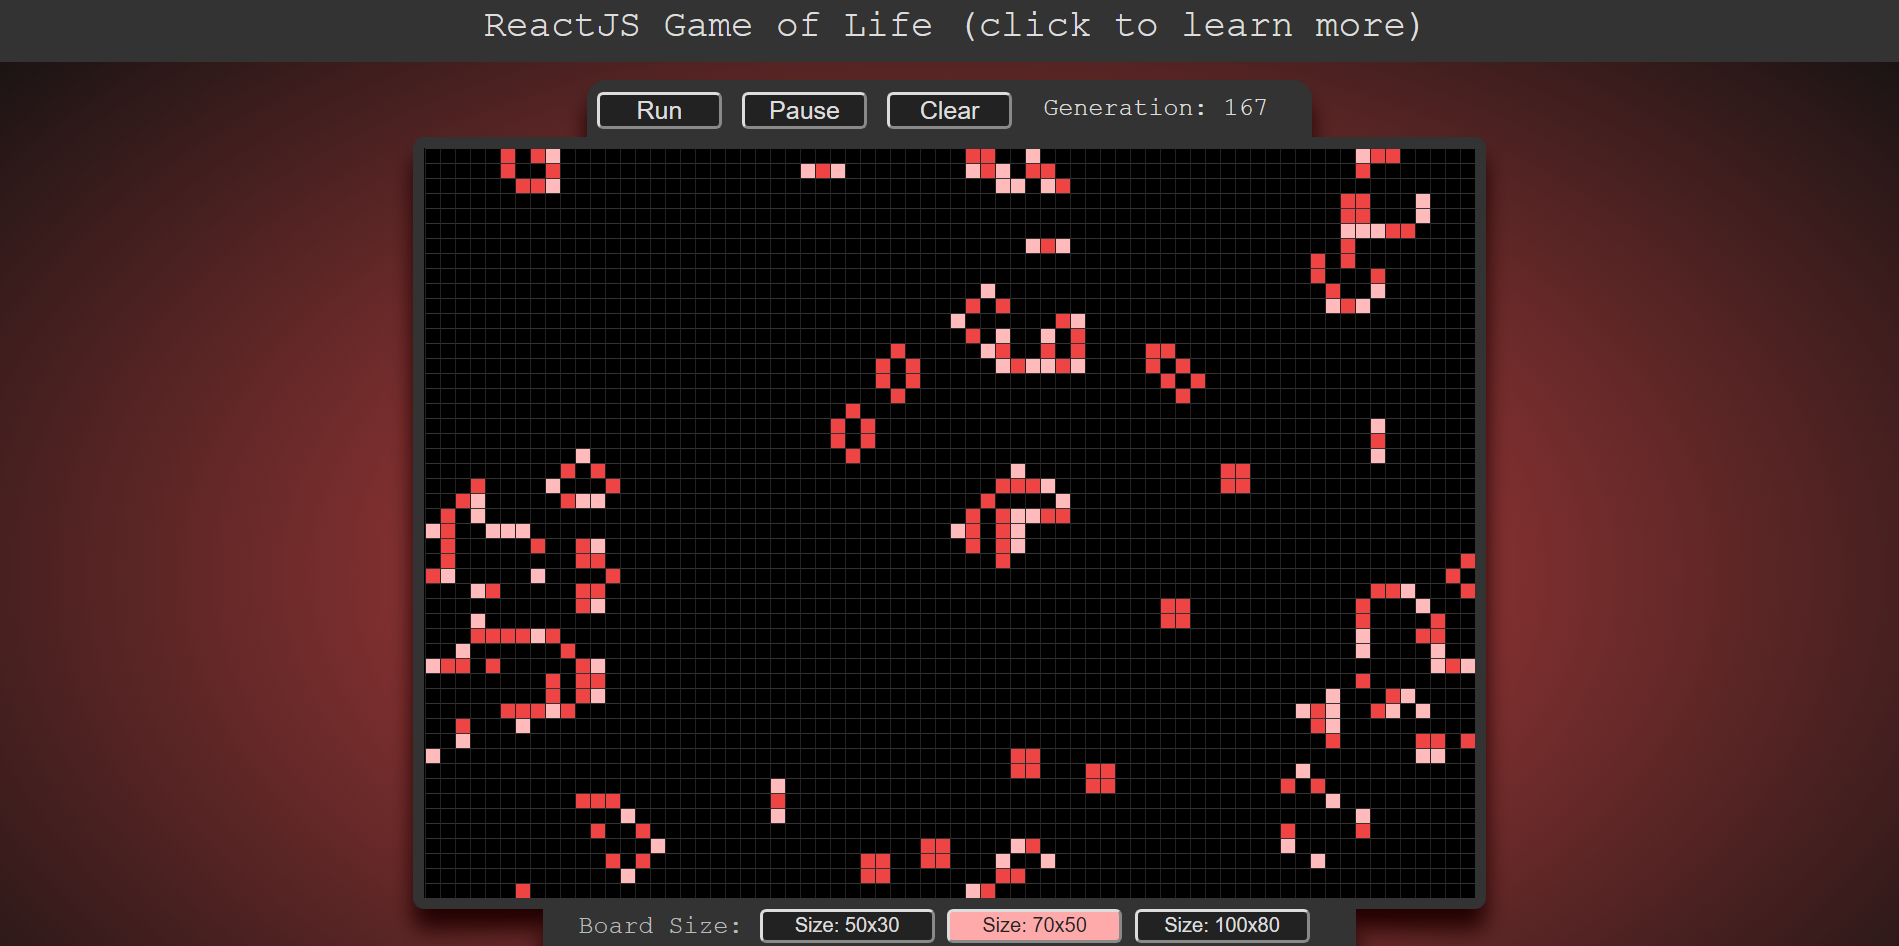 ReactJS Game of Life (click to learn more)
Run Pause Clear Generation: 167
Board Size: Size: 50x30 Size: 70x50 Size: 100x80